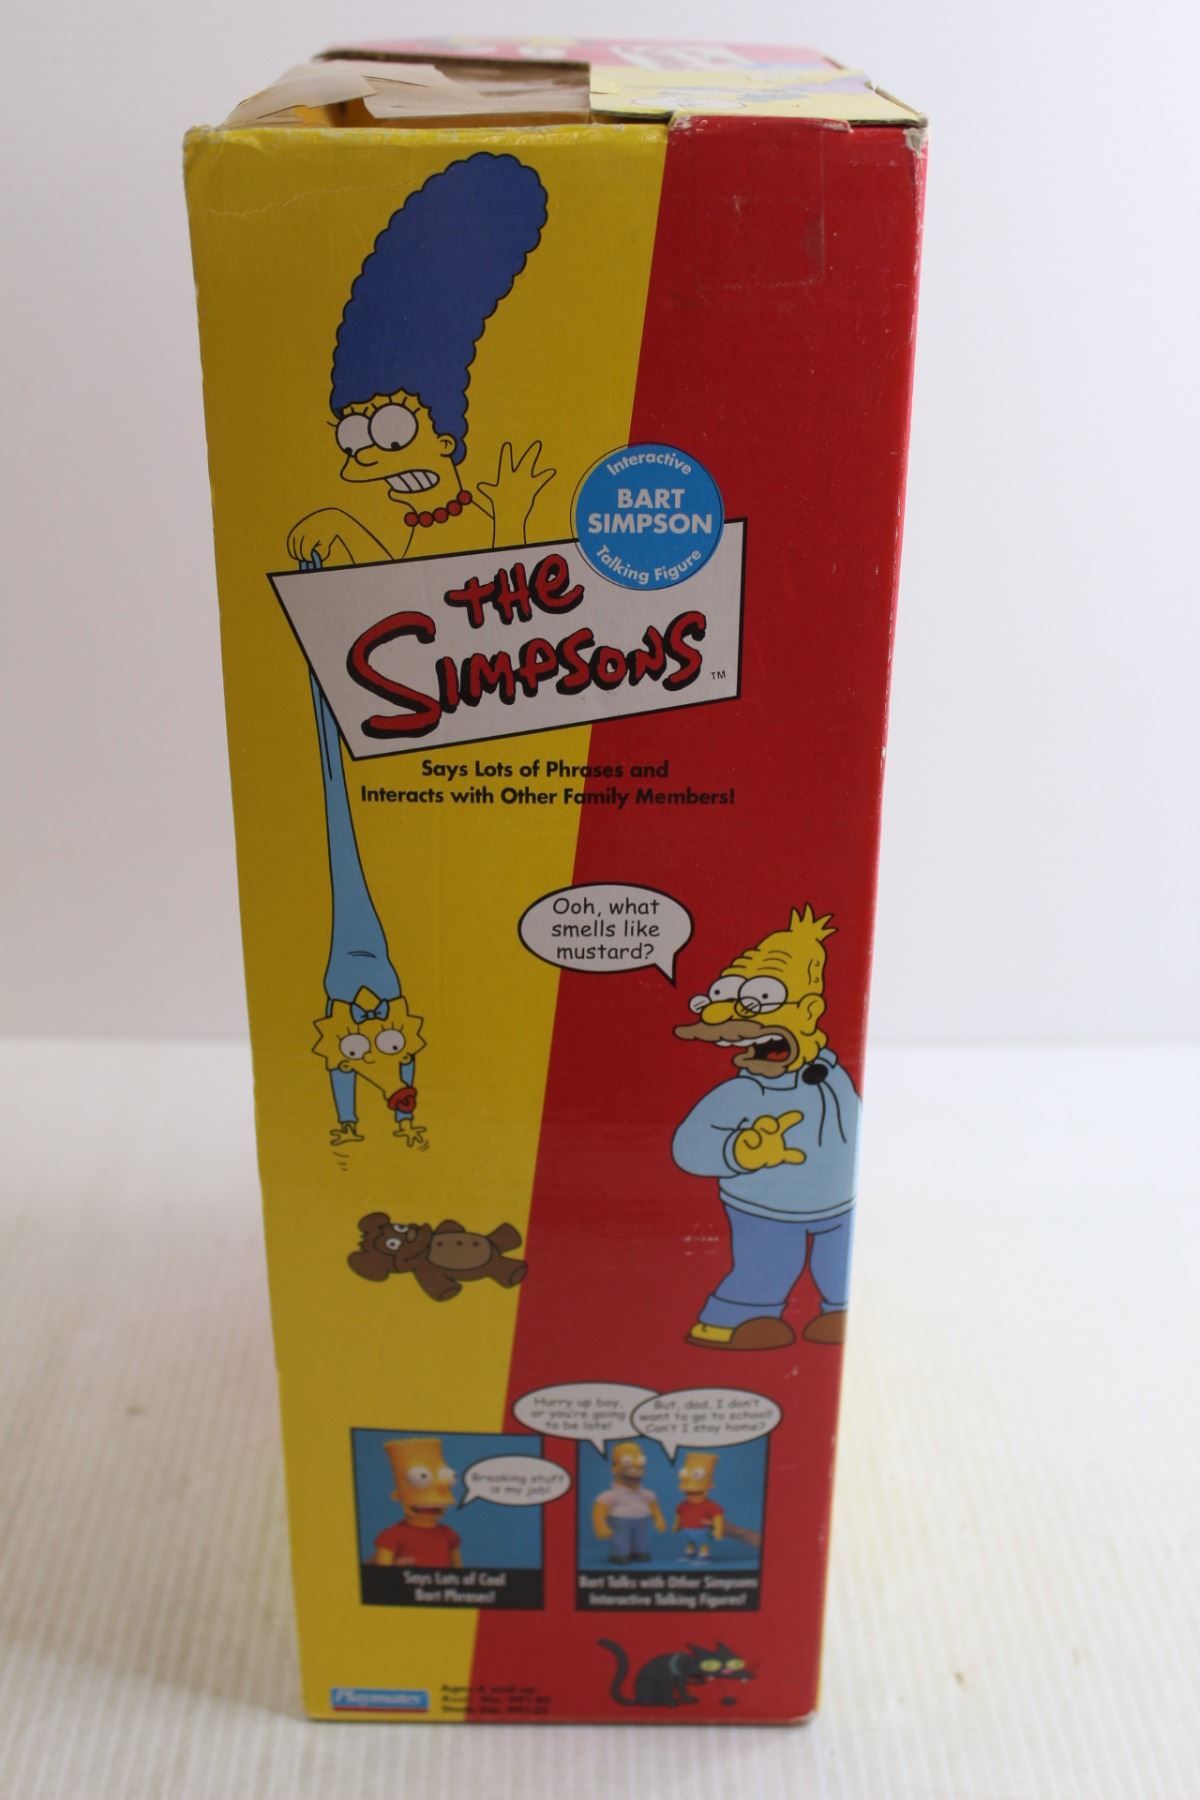 Interactive
BART
SIMPSON
Talking Figure
THE
SIMPSONS
TM
Says Lots of Phrases and
Interacts with Other Family Members!
Ooh, what
smells like
mustard?
Hurry up boy,
or you're going
to be late!
But, dad, I don't
want to go to school!
Can't I stay home?
Breaking stuff
is my job!
Says Lots of Cool
Bart Phrases!
Bart Talks with Other Simpsons
Interactive Talking Figures!
Playmates